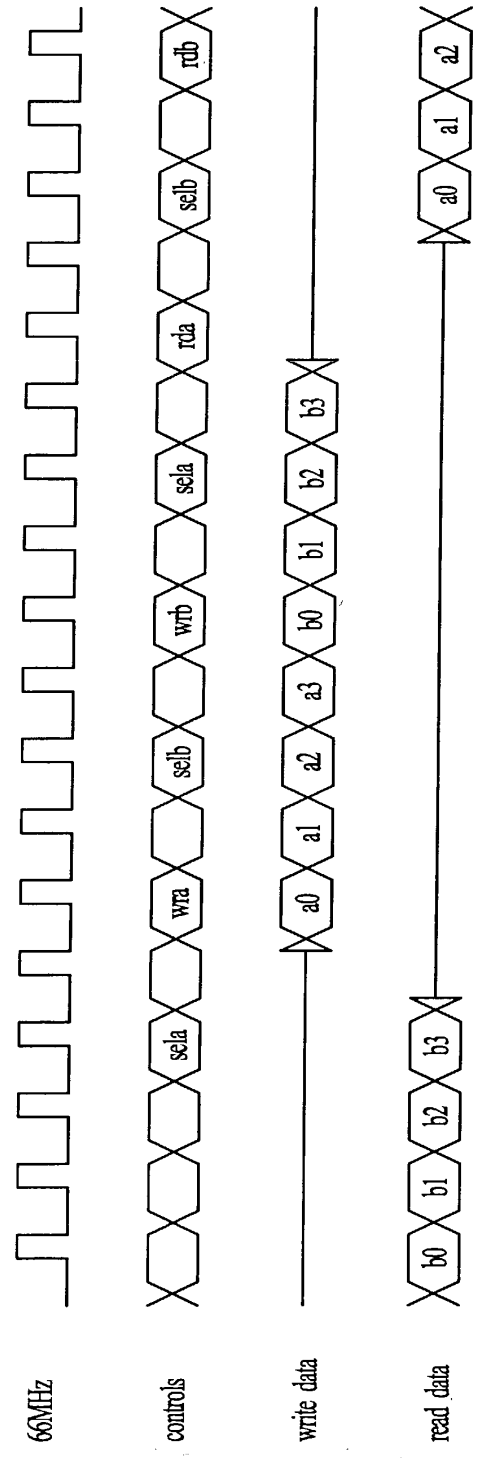 66MHz
controls sela wra selb wrb sela rda selb rdb
write data a0 a1 a2 a3 b0 b1 b2 b3
read data b0 b1 b2 b3 a0 a1 a2